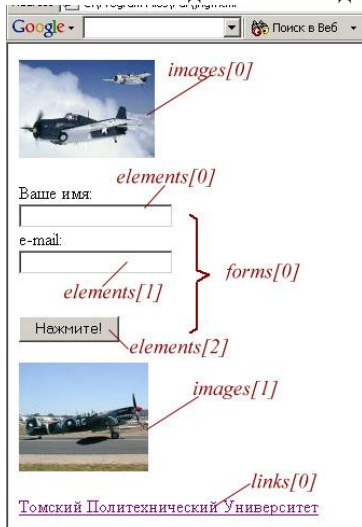 Google
Поиск в Веб
images[0]
elements[0]
Ваше имя:
e-mail:
forms[0]
elements[1]
Нажмите!
elements[2]
images[1]
links[0]
Томский Политехнический Университет